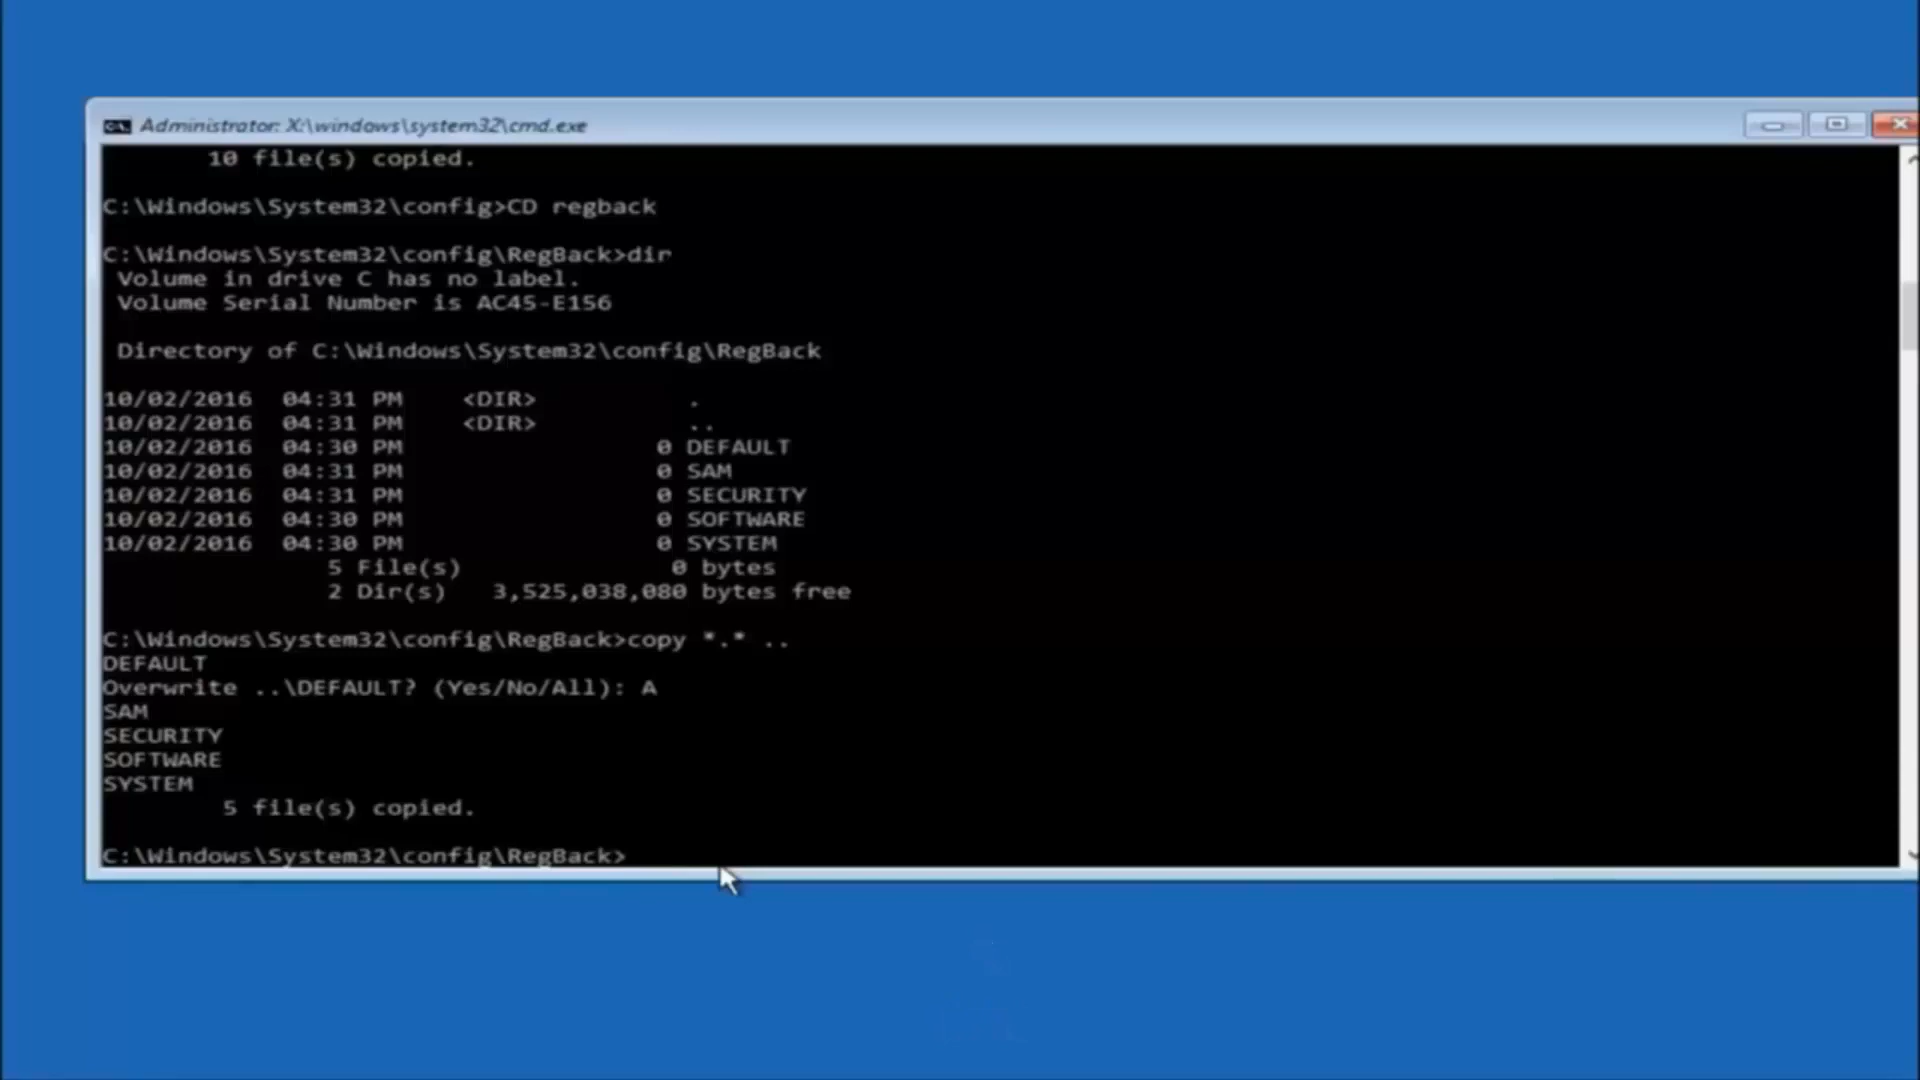 Administrator: X:\windows\system32\cmd.exe
10 file(s) copied.
C:\Windows\System32\config>CD regback
C:\Windows\System32\config\RegBack>dir
Volume in drive C has no label.
Volume Serial Number is AC45-E156
Directory of C:\Windows\System32\config\RegBack
10/02/2016 04:31 PM <DIR> .
10/02/2016 04:31 PM <DIR> ..
10/02/2016 04:30 PM 0 DEFAULT
10/02/2016 04:31 PM 0 SAM
10/02/2016 04:31 PM 0 SECURITY
10/02/2016 04:30 PM 0 SOFTWARE
10/02/2016 04:30 PM 0 SYSTEM
5 File(s) 0 bytes
2 Dir(s) 3,525,038,080 bytes free
C:\Windows\System32\config\RegBack>copy *.* ..
DEFAULT
Overwrite ..\DEFAULT? (Yes/No/All): A
SAM
SECURITY
SOFTWARE
SYSTEM
5 file(s) copied.
C:\Windows\System32\config\RegBack>